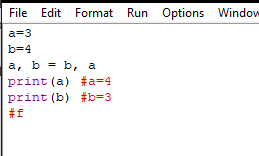 File Edit Format Run Options Window
a=3
b=4
a, b = b, a
print(a) #a=4
print(b) #b=3
#f